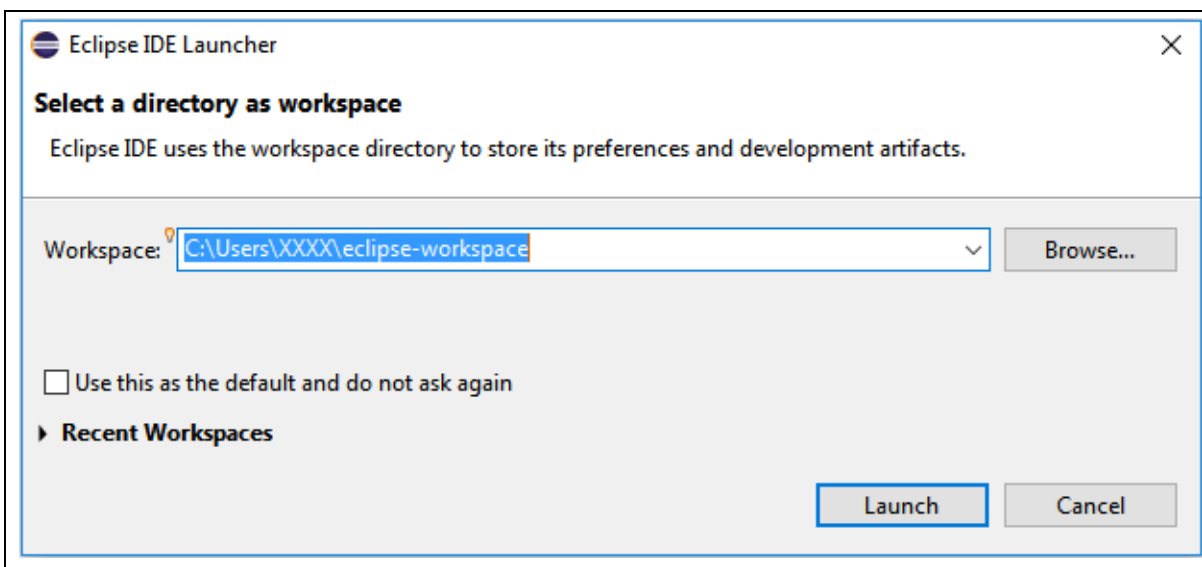 Eclipse IDE Launcher
Select a directory as workspace
Eclipse IDE uses the workspace directory to store its preferences and development artifacts.
Workspace: C:\Users\XXXX\eclipse-workspace Browse...
Use this as the default and do not ask again
Recent Workspaces
Launch Cancel